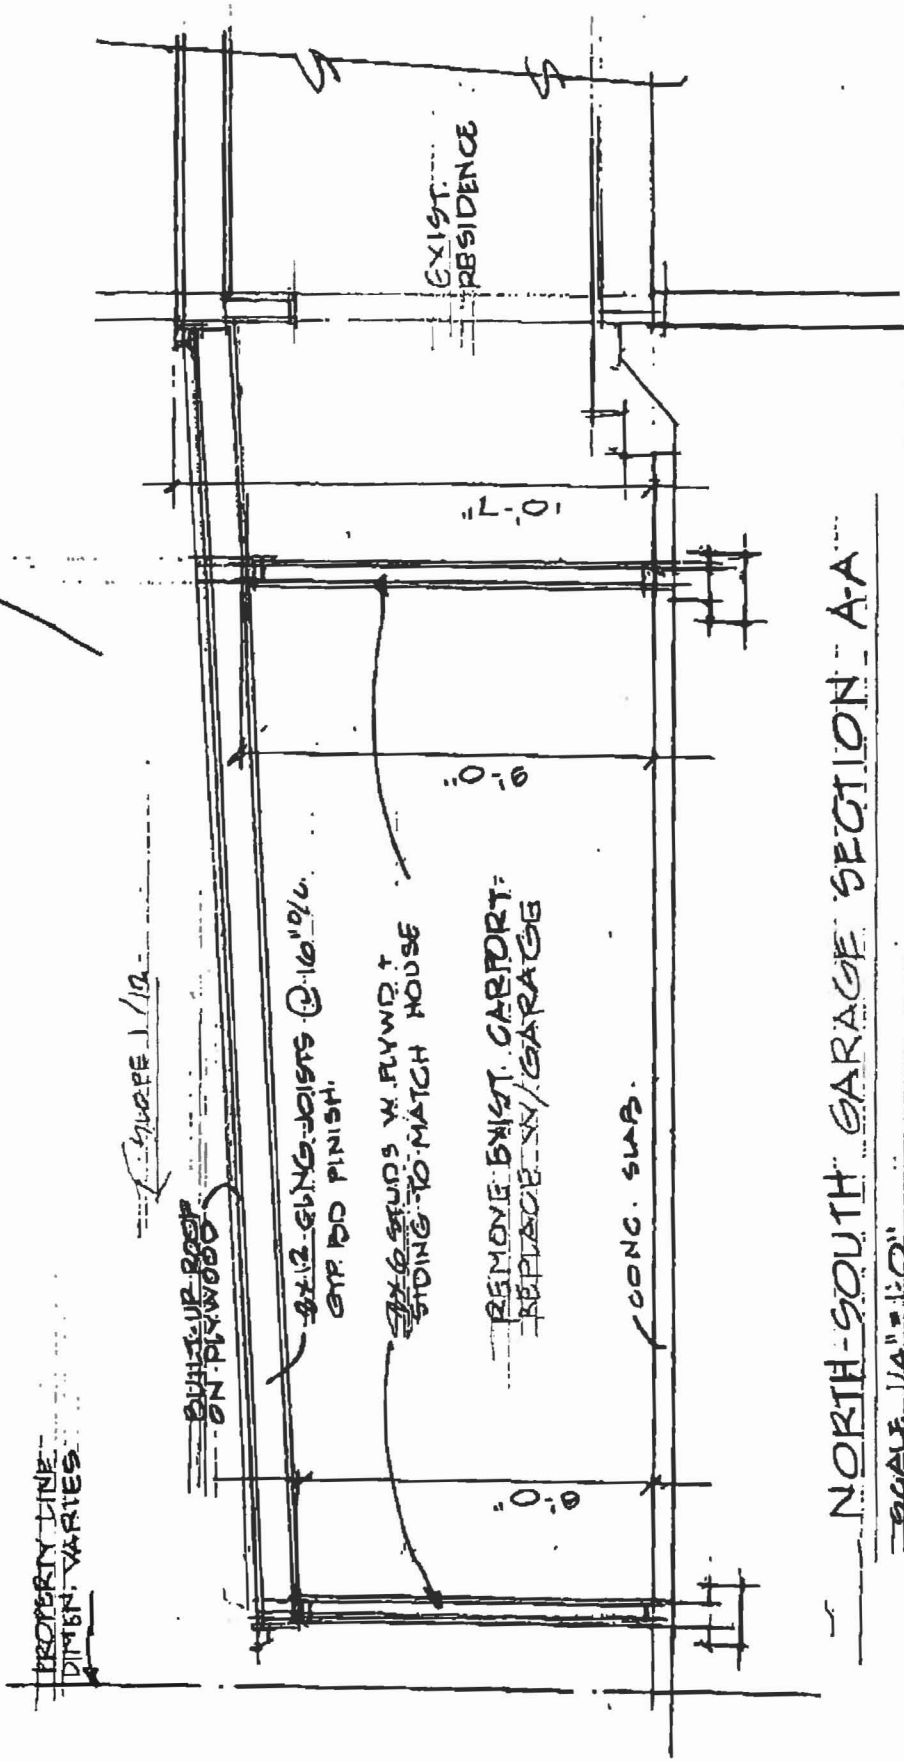 PROPERTY LINE
DIMEN. VARIES
SLOPE 1/12
BUILT-UP ROOF
ON PLYWOOD
2x12 CLNG JOISTS @ 16" O/C.
GYP. BD FINISH.
2x6 STUDS W. PLYWD. +
SIDING TO MATCH HOUSE
REMOVE EXIST. CARPORT.
REPLACE W/ GARAGE
CONC. SLAB.
8'-0"
9'-0"
EXIST.
RESIDENCE
NORTH-SOUTH GARAGE SECTION A-A
SCALE 1/4"=1'-0"